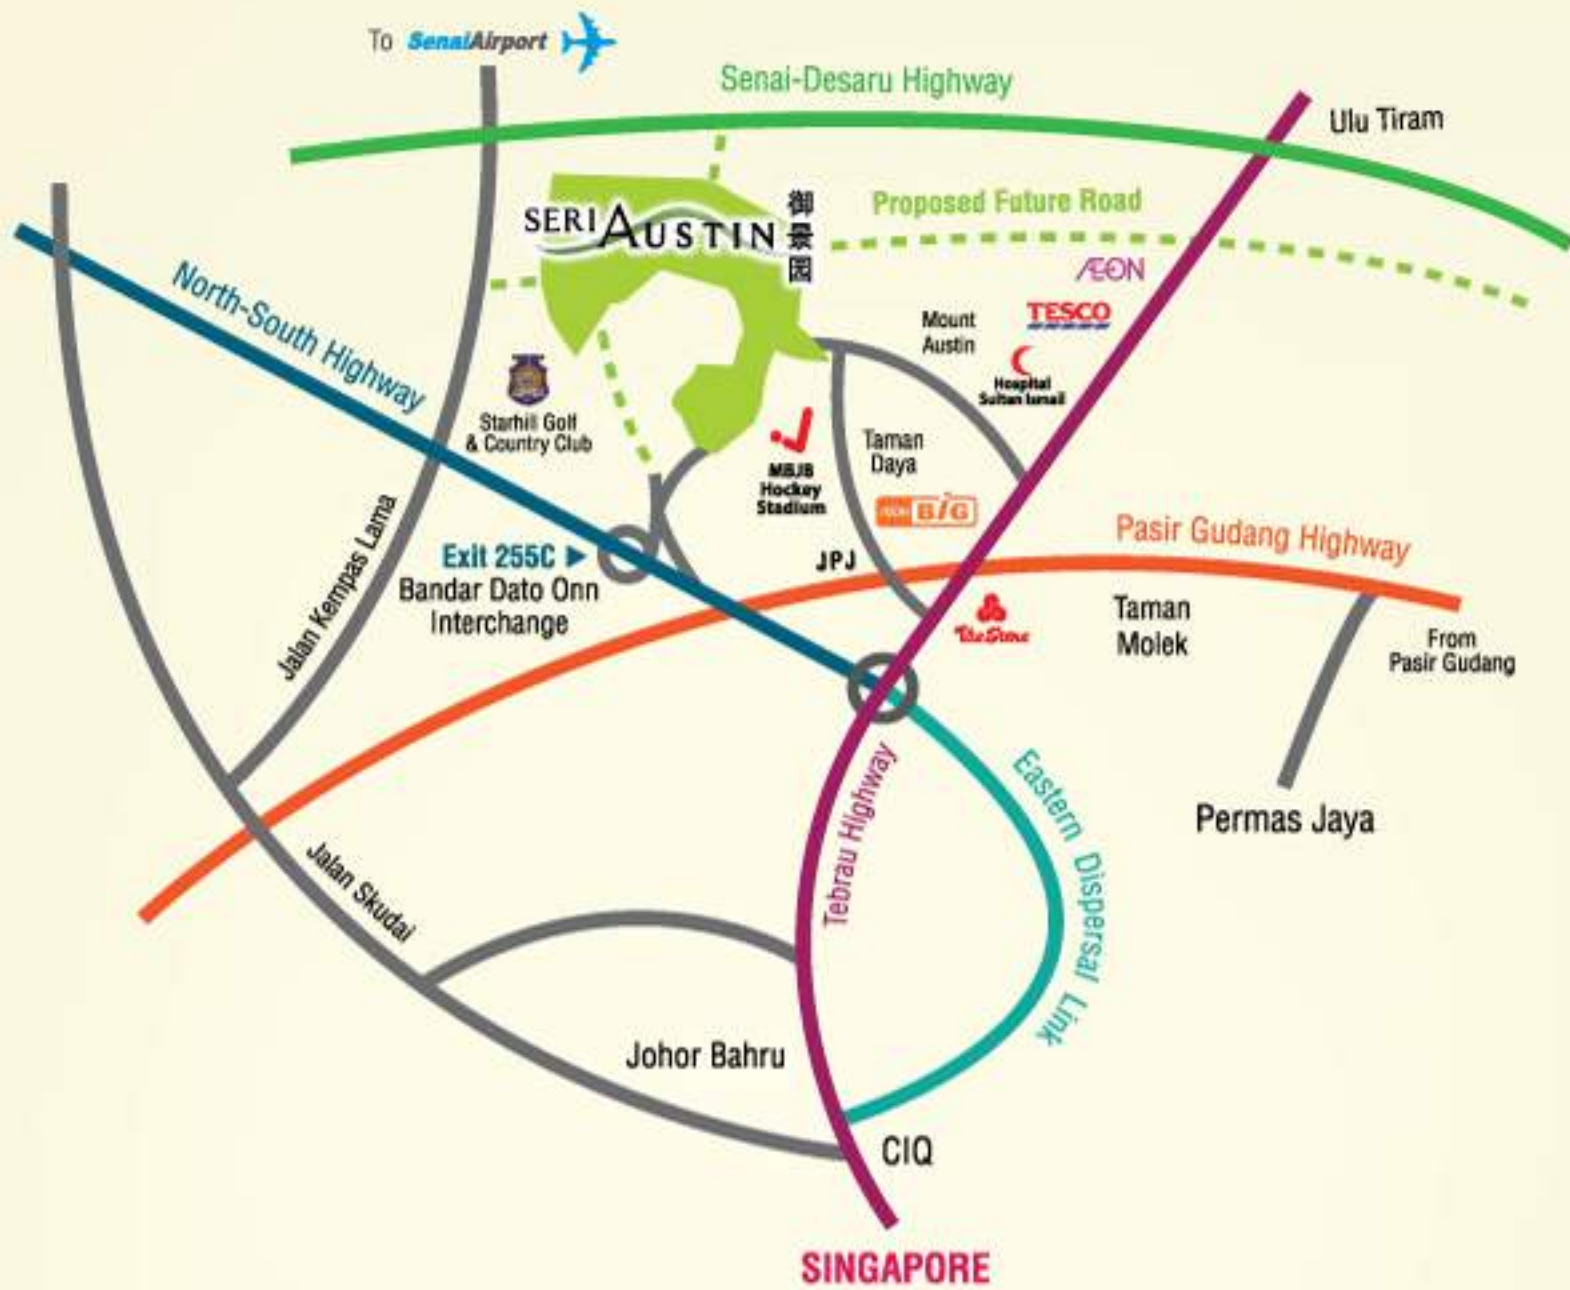 To SenaiAirport
Senai-Desaru Highway
Ulu Tiram
SERI AUSTIN
御景园
Proposed Future Road
North-South Highway
ÆON
TESCO
Mount
Austin
Hospital
Sultan Ismail
Starhill Golf
& Country Club
MBJB
Hockey
Stadium
Taman
Daya
AEON BiG
Pasir Gudang Highway
Jalan Kempas Lama
Exit 255C
Bandar Dato Onn
Interchange
JPJ
The Store
Taman
Molek
From
Pasir Gudang
Permas Jaya
Tebrau Highway
Eastern Dispersal Link
Jalan Skudai
Johor Bahru
CIQ
SINGAPORE